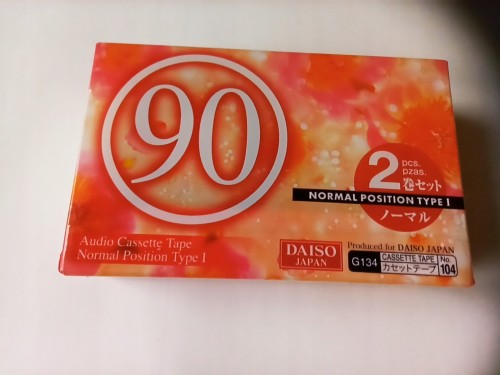 90
2 pcs.
pzas.
巻セット
NORMAL POSITION TYPE I
ノーマル
Audio Cassette Tape
Normal Position Type I
DAISO
JAPAN
Produced for DAISO JAPAN
G134
CASSETTE TAPE
カセットテープ
No.
104